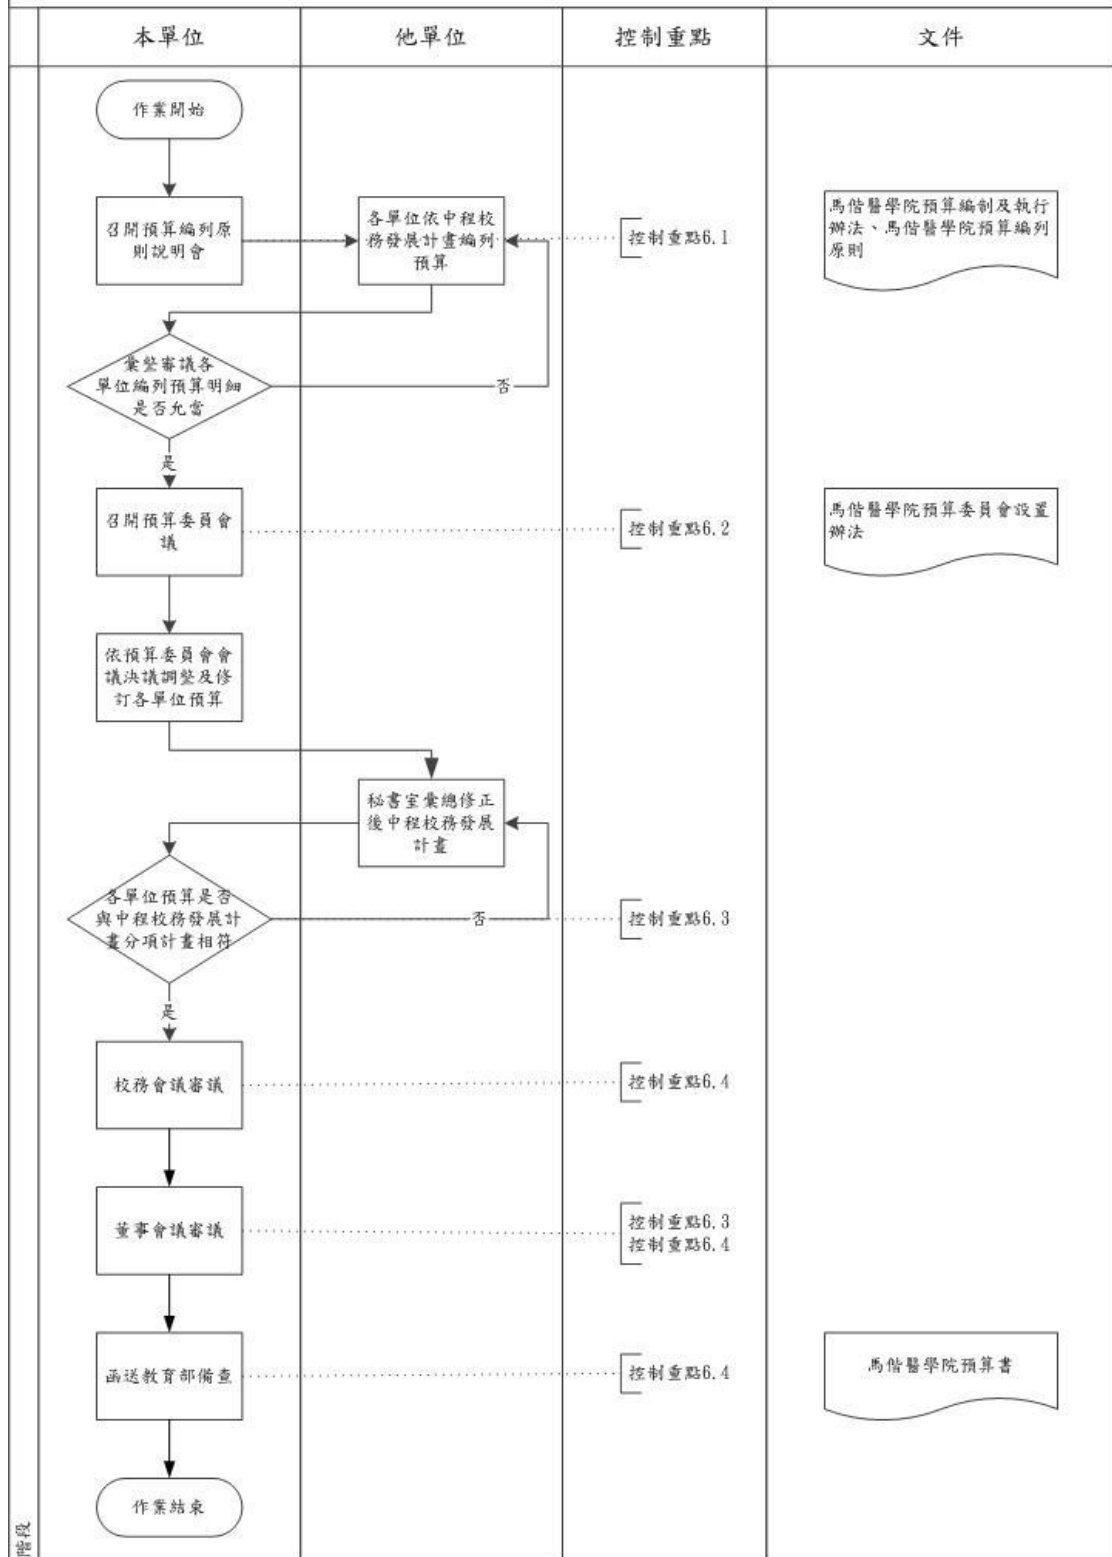 本單位
他單位
控制重點
文件
作業開始
召開預算編列原
則說明會
各單位依中程校
務發展計畫編列
預算
控制重點6.1
馬偕醫學院預算編制及執行
辦法、馬偕醫學院預算編列
原則
彙整審議各
單位編列預算明細
是否允當
否
是
召開預算委員會
議
控制重點6.2
馬偕醫學院預算委員會設置
辦法
依預算委員會會
議決議調整及修
訂各單位預算
秘書室彙總修正
後中程校務發展
計畫
各單位預算是否
與中程校務發展計
畫分項計畫相符
否
控制重點6.3
是
校務會議審議
控制重點6.4
董事會議審議
控制重點6.3
控制重點6.4
函送教育部備查
控制重點6.4
馬偕醫學院預算書
作業結束
階段